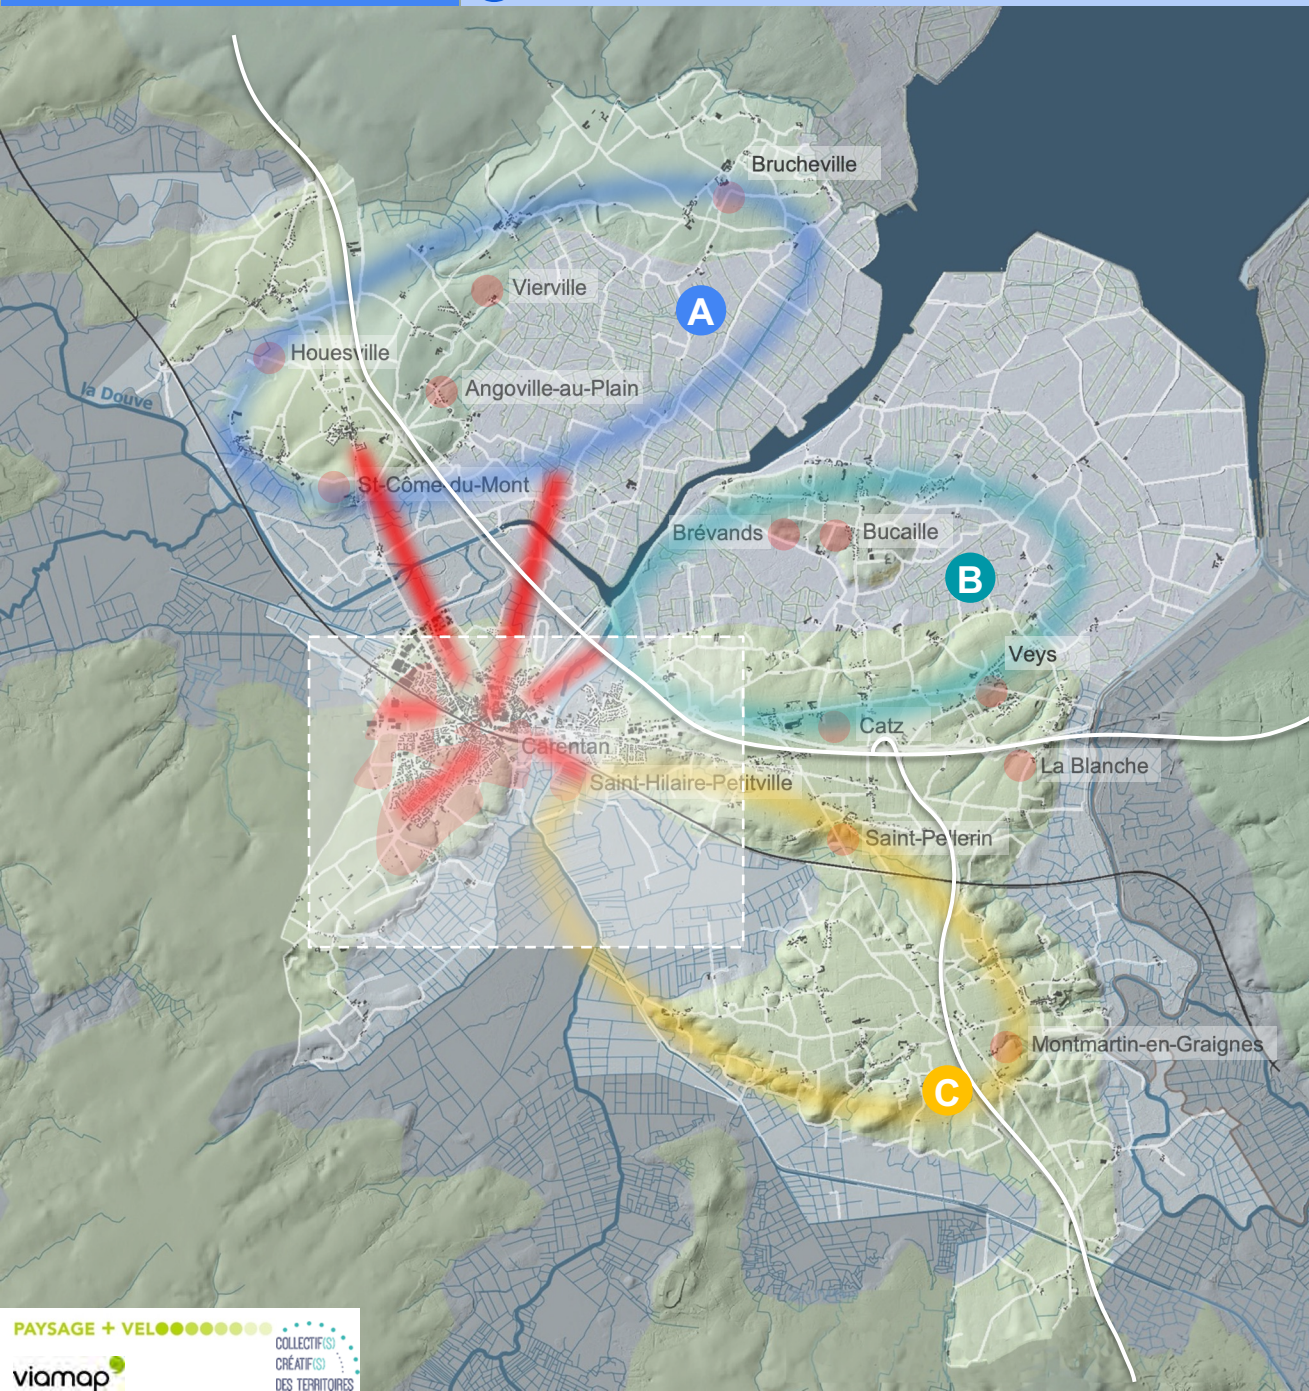 Brucheville
Vierville
A
Houesville
Angoville-au-Plain
la Douve
St-Côme-du-Mont
Brévands
Bucaille
B
Veys
Catz
Carentan
La Blanche
Saint-Hilaire-Petitville
Saint-Pellerin
Montmartin-en-Graignes
C
PAYSAGE + VELO
COLLECTIF(S)
CRÉATIF(S)
DES TERRITOIRES
viamap